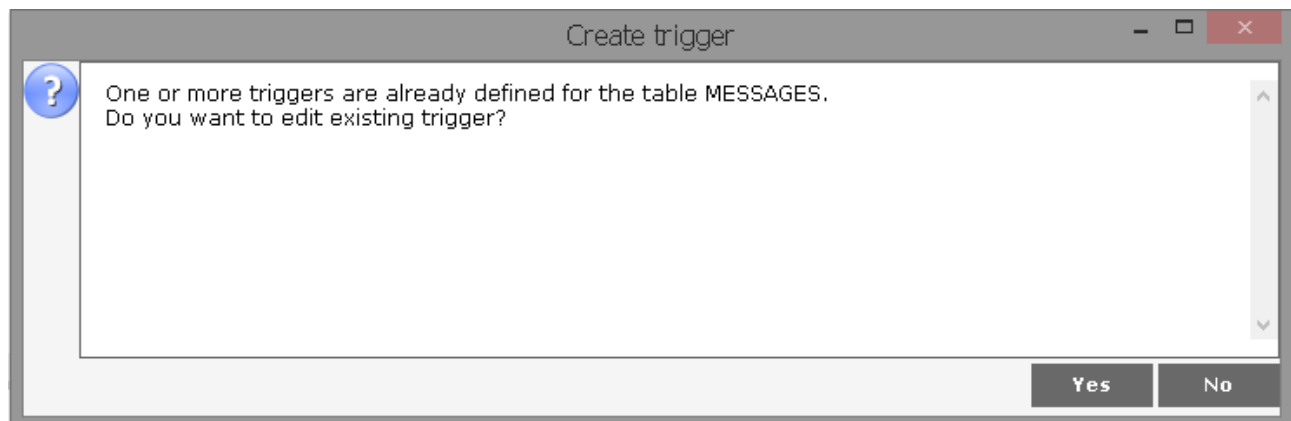 Create trigger
One or more triggers are already defined for the table MESSAGES.
Do you want to edit existing trigger?
Yes No